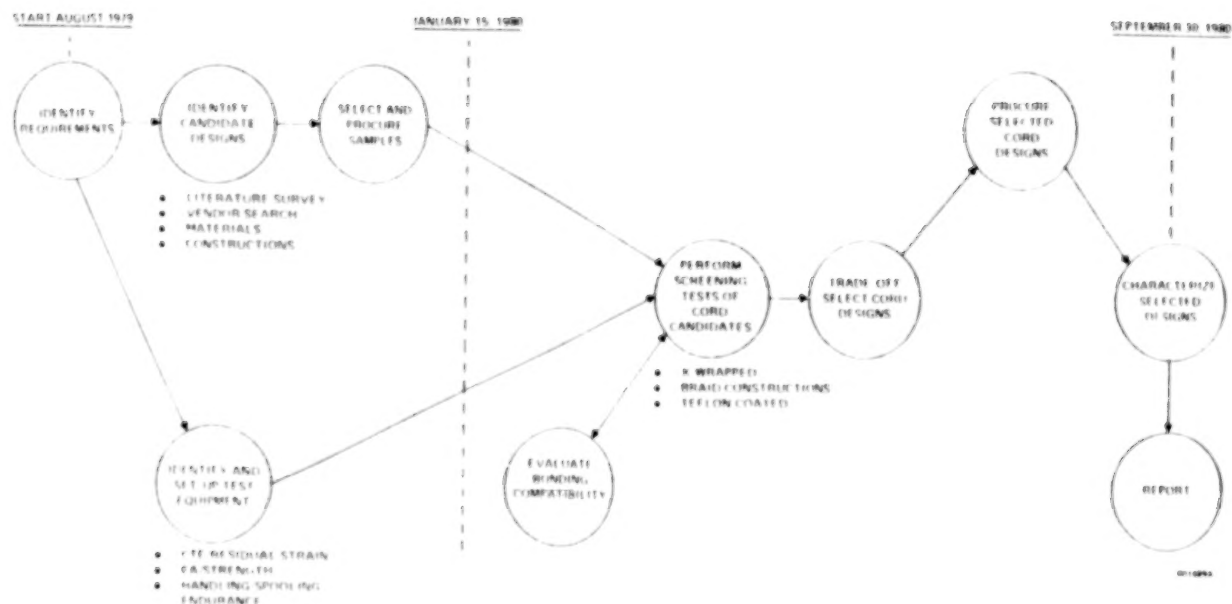 START AUGUST 1979
JANUARY 15, 1980
SEPTEMBER 30, 1980
IDENTIFY
REQUIREMENTS
IDENTIFY
CANDIDATE
DESIGNS
SELECT AND
PROCURE
SAMPLES
PROCURE
SELECTED
CORD
DESIGNS
• LITERATURE SURVEY
• VENDOR SEARCH
• MATERIALS
• CONSTRUCTIONS
PERFORM
SCREENING
TESTS OF
CORD
CANDIDATES
TRADE OFF
SELECT CORD
DESIGNS
CHARACTERIZE
SELECTED
DESIGNS
• X WRAPPED
• BRAID CONSTRUCTIONS
• TEFLON COATED
IDENTIFY AND
SET UP TEST
EQUIPMENT
EVALUATE
BONDING
COMPATIBILITY
REPORT
• CTE RESIDUAL STRAIN
• EA STRENGTH
• HANDLING SPOOLING
ENDURANCE